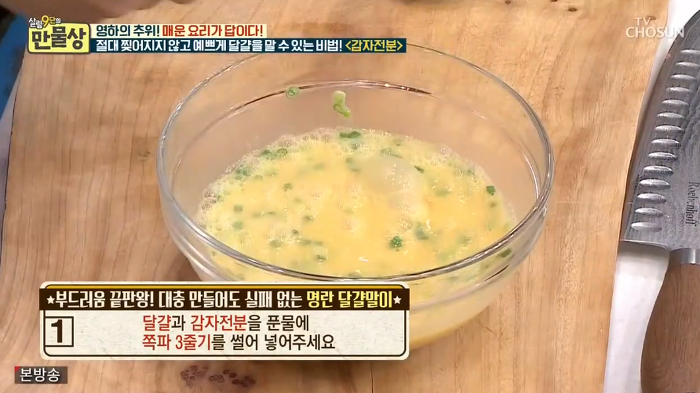 살림9단의
만물상
영하의 추위! 매운 요리가 답이다!
절대 찢어지지 않고 예쁘게 달걀을 말 수 있는 비법! <감자전분>
TV
CHOSUN
★부드러움 끝판왕! 대충 만들어도 실패 없는 명란 달걀말이★
1
달걀과 감자전분을 푼물에
쪽파 3줄기를 썰어 넣어주세요
본방송